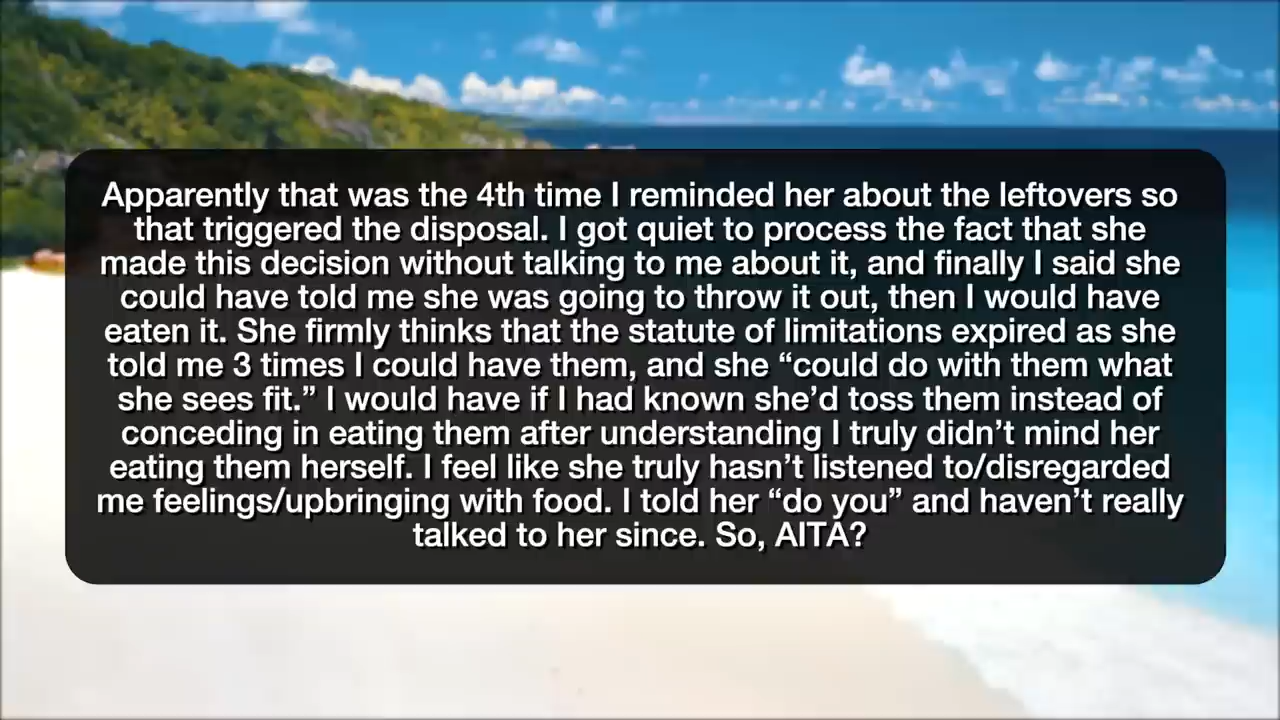 Apparently that was the 4th time I reminded her about the leftovers so
that triggered the disposal. I got quiet to process the fact that she
made this decision without talking to me about it, and finally I said she
could have told me she was going to throw it out, then I would have
eaten it. She firmly thinks that the statute of limitations expired as she
told me 3 times I could have them, and she “could do with them what
she sees fit.” I would have if I had known she’d toss them instead of
conceding in eating them after understanding I truly didn’t mind her
eating them herself. I feel like she truly hasn’t listened to/disregarded
me feelings/upbringing with food. I told her “do you” and haven’t really
talked to her since. So, AITA?